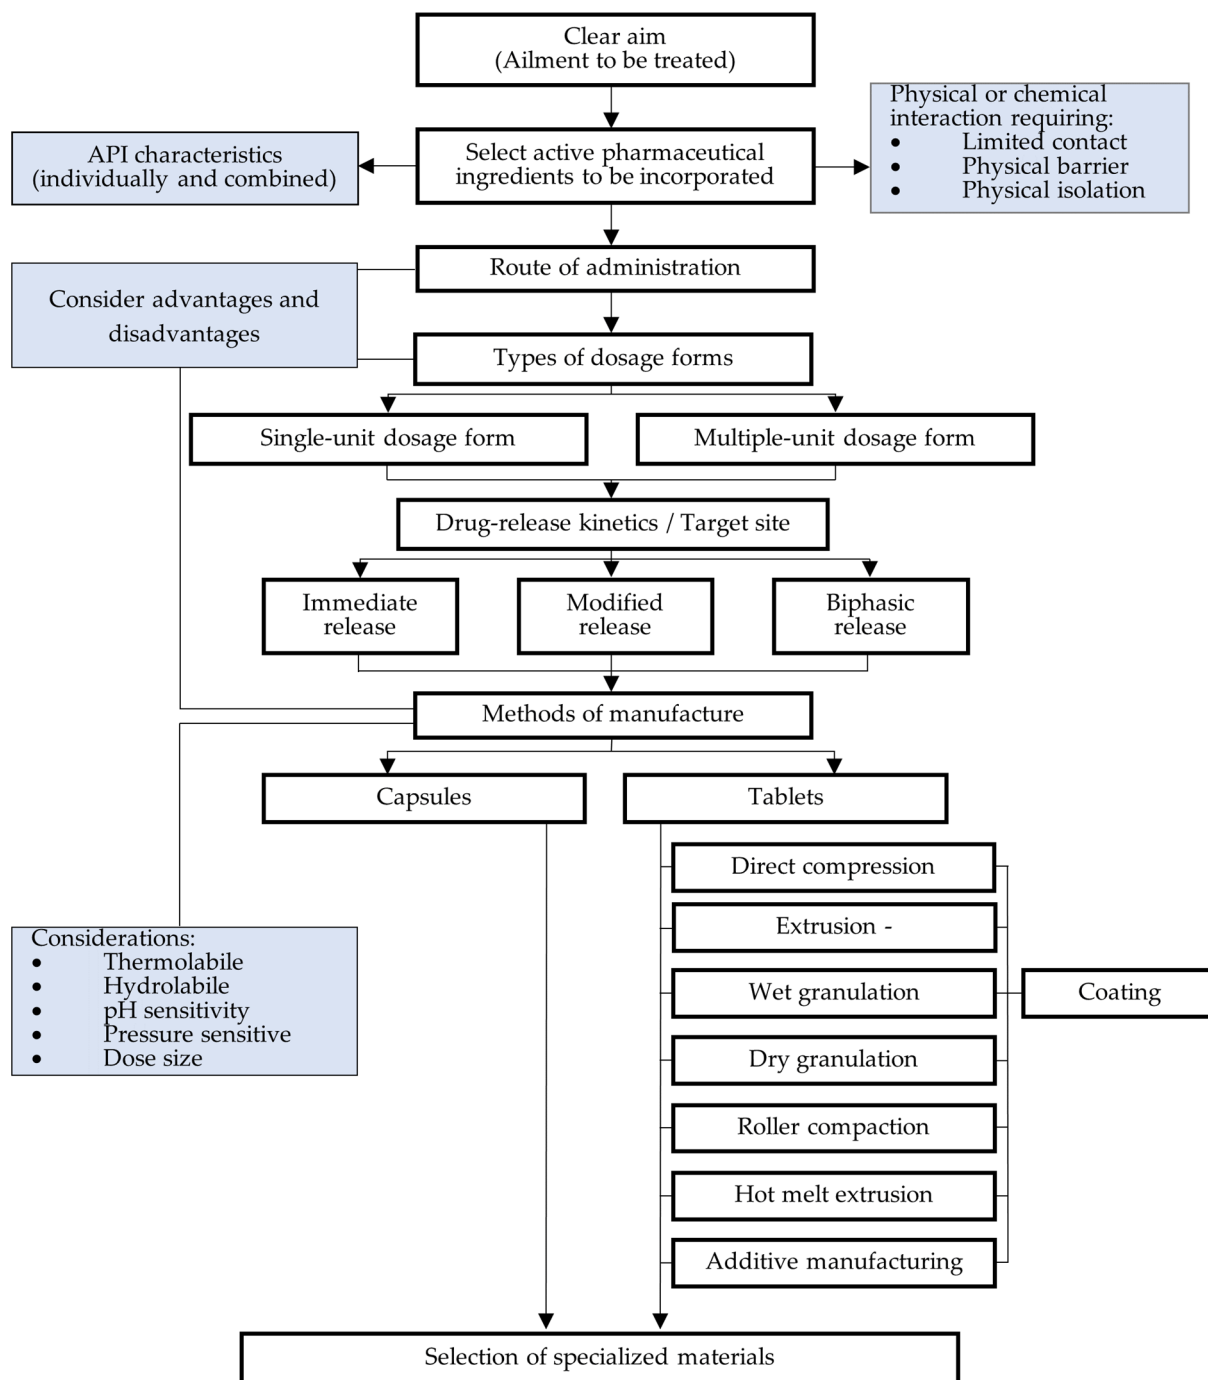 Clear aim
(Ailment to be treated)
Physical or chemical
interaction requiring:
• Limited contact
• Physical barrier
• Physical isolation
API characteristics
(individually and combined)
Select active pharmaceutical
ingredients to be incorporated
Route of administration
Consider advantages and
disadvantages
Types of dosage forms
Single-unit dosage form
Multiple-unit dosage form
Drug-release kinetics / Target site
Immediate
release
Modified
release
Biphasic
release
Methods of manufacture
Capsules
Tablets
Direct compression
Extrusion -
Wet granulation
Coating
Dry granulation
Roller compaction
Hot melt extrusion
Additive manufacturing
Considerations:
• Thermolabile
• Hydrolabile
• pH sensitivity
• Pressure sensitive
• Dose size
Selection of specialized materials